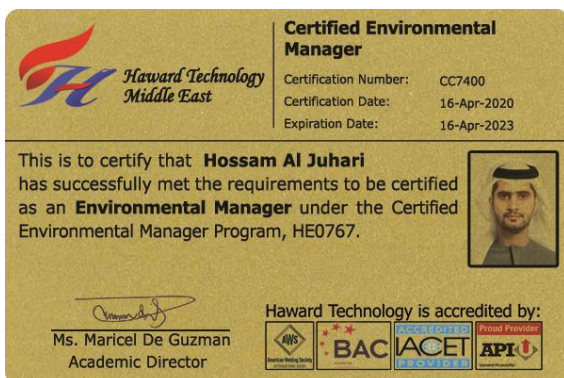 Haward Technology
Middle East
Certified Environmental
Manager
Certification Number: CC7400
Certification Date: 16-Apr-2020
Expiration Date: 16-Apr-2023
This is to certify that Hossam Al Juhari
has successfully met the requirements to be certified
as an Environmental Manager under the Certified
Environmental Manager Program, HE0767.
Ms. Maricel De Guzman
Academic Director
Haward Technology is accredited by:
AWS
American Welding Society
BAC
ACCREDITED
IACET
PROVIDER
Proud Provider
API